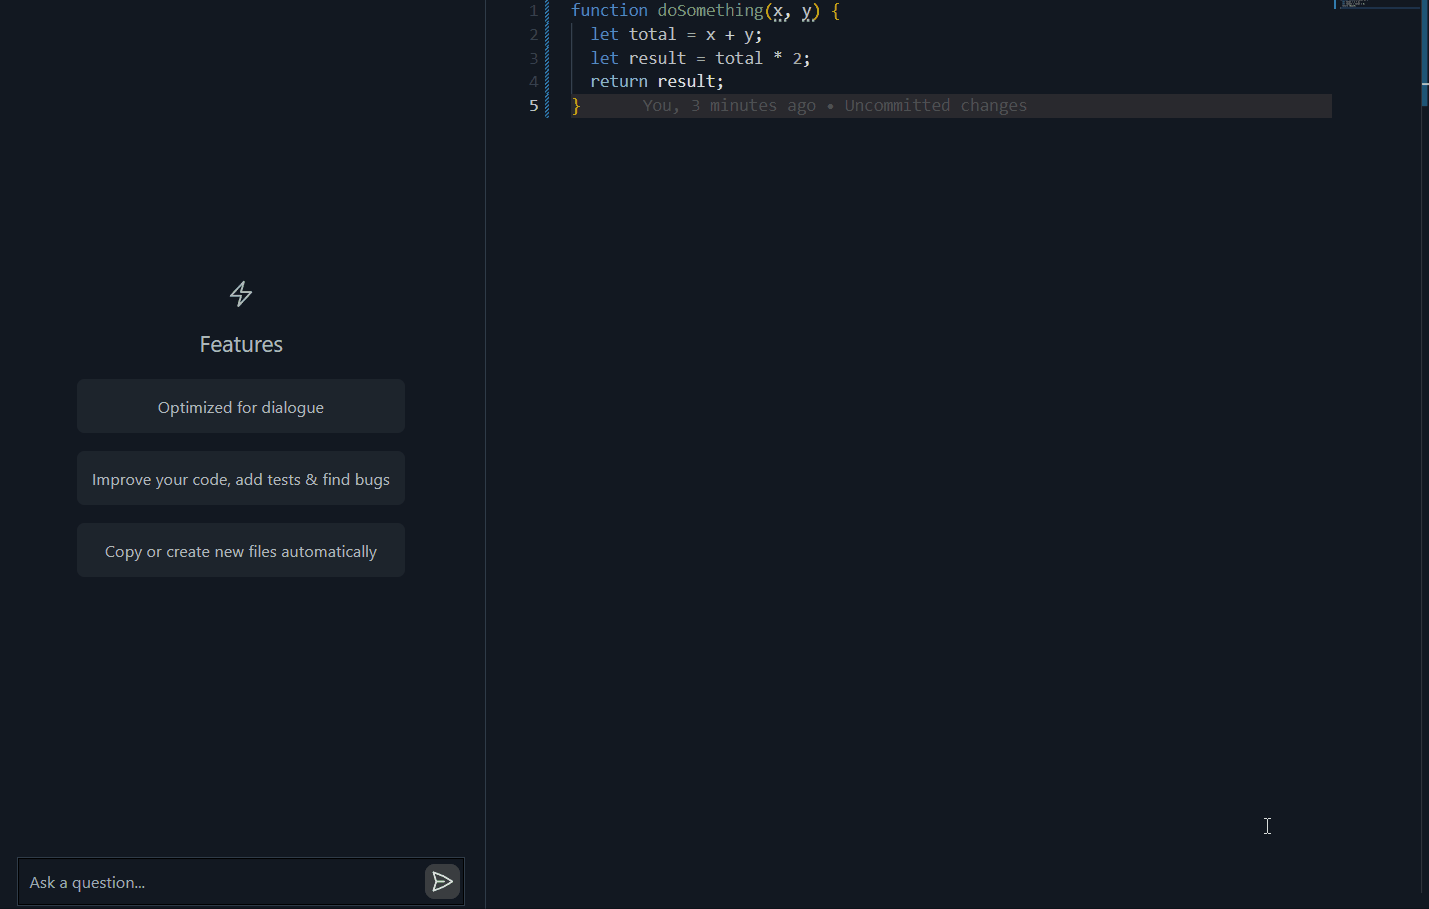 Features
Optimized for dialogue
Improve your code, add tests & find bugs
Copy or create new files automatically
Ask a question...
1 function doSomething(x, y) {
2   let total = x + y;
3   let result = total * 2;
4   return result;
5 }      You, 3 minutes ago • Uncommitted changes